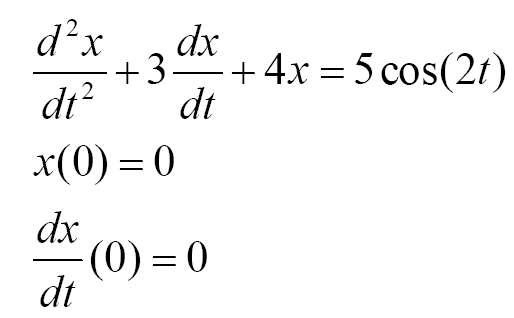 d²x/dt² + 3 dx/dt + 4x = 5cos(2t)
x(0) = 0
dx/dt (0) = 0